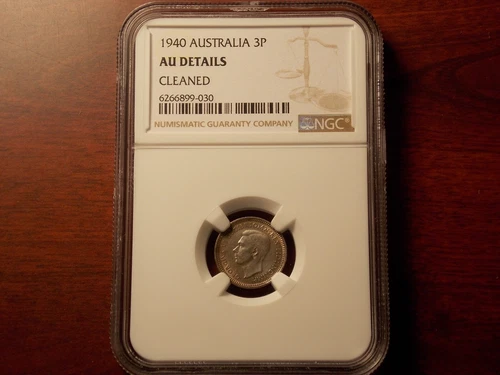 1940 AUSTRALIA 3P
AU DETAILS
CLEANED
6266899-030
NUMISMATIC GUARANTY COMPANY
NGC